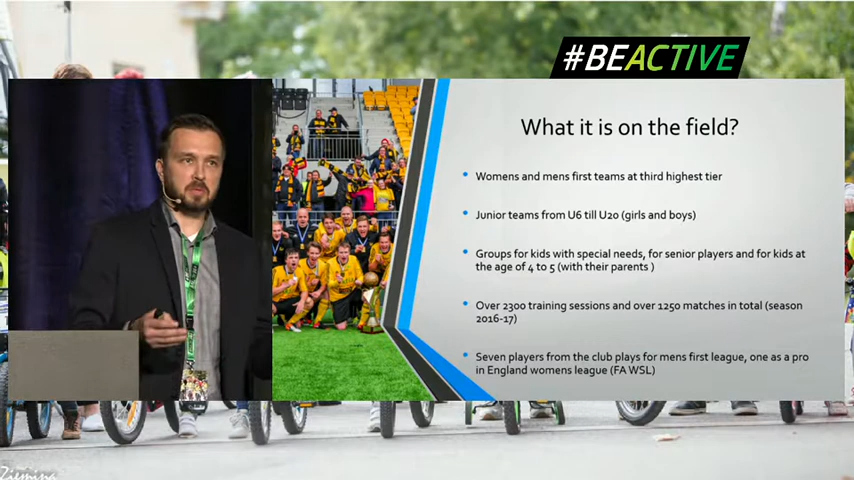 #BEACTIVE
What it is on the field?
Womens and mens first teams at third highest tier
Junior teams from U6 till U20 (girls and boys)
Groups for kids with special needs, for senior players and for kids at
the age of 4 to 5 (with their parents )
Over 2300 training sessions and over 1250 matches in total (season
2016-17)
Seven players from the club plays for mens first league, one as a pro
in England womens league (FA WSL)
Ziemina